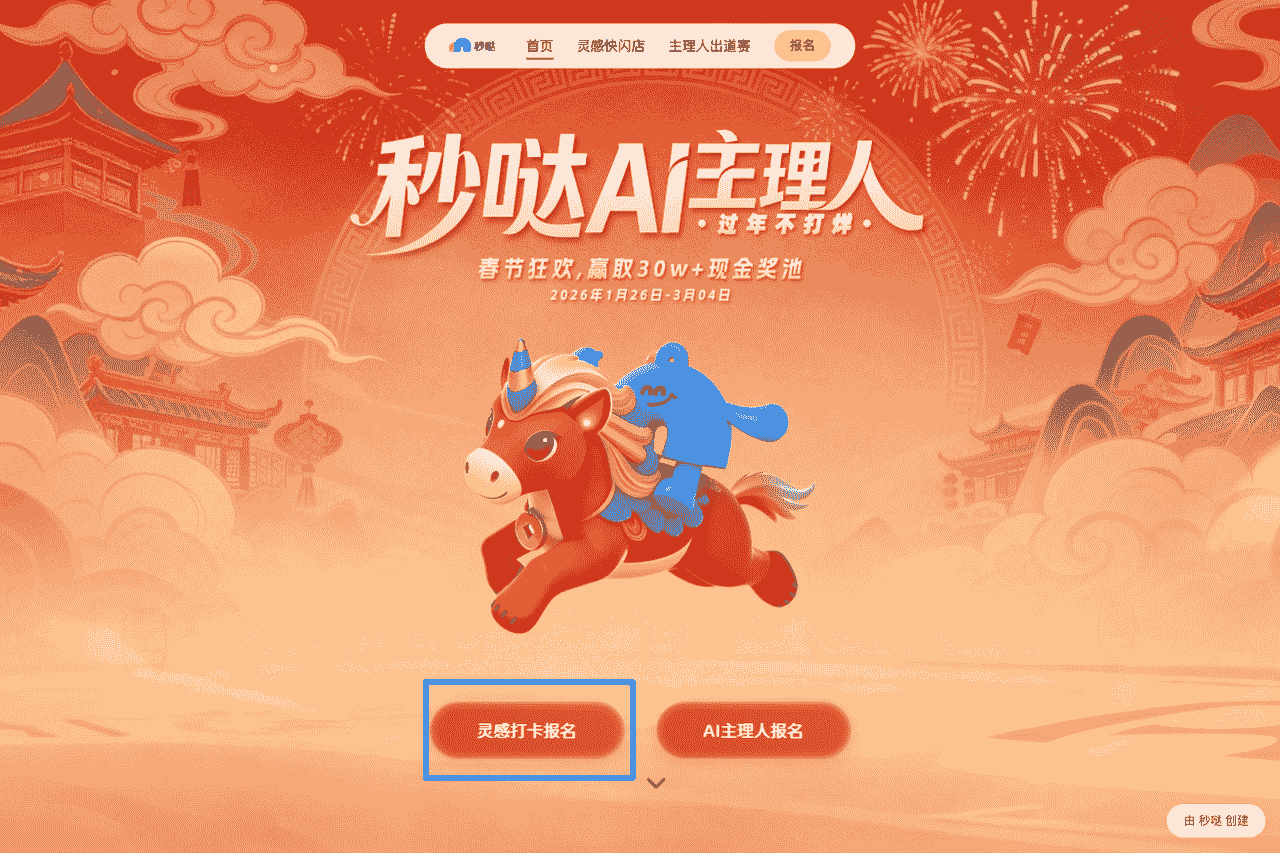 秒哒 首页 灵感快闪店 主理人出道赛 报名
秒哒AI主理人
·过年不打烊·
春节狂欢,赢取30w+现金奖池
2026年1月26日-3月04日
灵感打卡报名 AI主理人报名
由 秒哒 创建